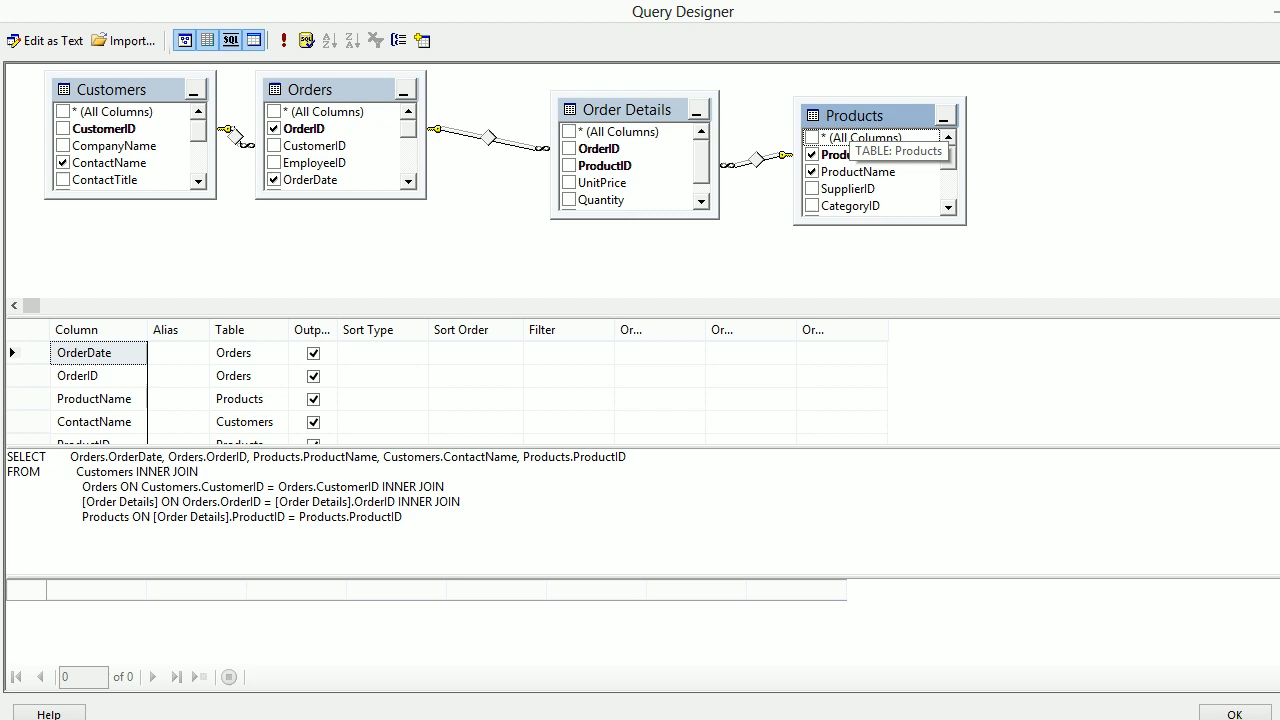 Query Designer
Edit as Text Import... SQL
Customers
* (All Columns)
CustomerID
CompanyName
ContactName
ContactTitle
Orders
* (All Columns)
OrderID
CustomerID
EmployeeID
OrderDate
Order Details
* (All Columns)
OrderID
ProductID
UnitPrice
Quantity
Products
* (All Columns)
TABLE: Products
ProductName
SupplierID
CategoryID
Column Alias Table Outp... Sort Type Sort Order Filter Or... Or... Or...
OrderDate Orders
OrderID Orders
ProductName Products
ContactName Customers
ProductID Products
SELECT Orders.OrderDate, Orders.OrderID, Products.ProductName, Customers.ContactName, Products.ProductID
FROM Customers INNER JOIN
Orders ON Customers.CustomerID = Orders.CustomerID INNER JOIN
[Order Details] ON Orders.OrderID = [Order Details].OrderID INNER JOIN
Products ON [Order Details].ProductID = Products.ProductID
0 of 0
Help OK